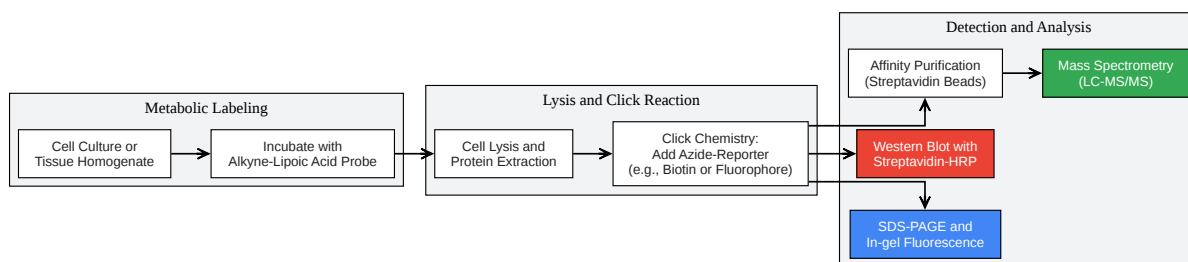 Metabolic Labeling
Cell Culture or
Tissue Homogenate
Incubate with
Alkyne-Lipoic Acid Probe
Lysis and Click Reaction
Cell Lysis and
Protein Extraction
Click Chemistry:
Add Azide-Reporter
(e.g., Biotin or Fluorophore)
Detection and Analysis
Affinity Purification
(Streptavidin Beads)
Mass Spectrometry
(LC-MS/MS)
Western Blot with
Streptavidin-HRP
SDS-PAGE and
In-gel Fluorescence